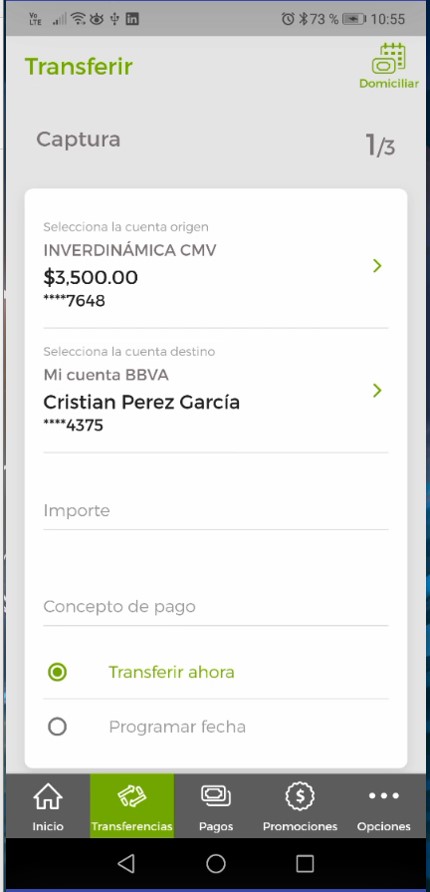 Vo
LTE
73 %
10:55
Transferir
Domiciliar
Captura
1/3
Selecciona la cuenta origen
INVERDINÁMICA CMV
$3,500.00
****7648
Selecciona la cuenta destino
Mi cuenta BBVA
Cristian Perez García
****4375
Importe
Concepto de pago
Transferir ahora
Programar fecha
Inicio
Transferencias
Pagos
Promociones
Opciones